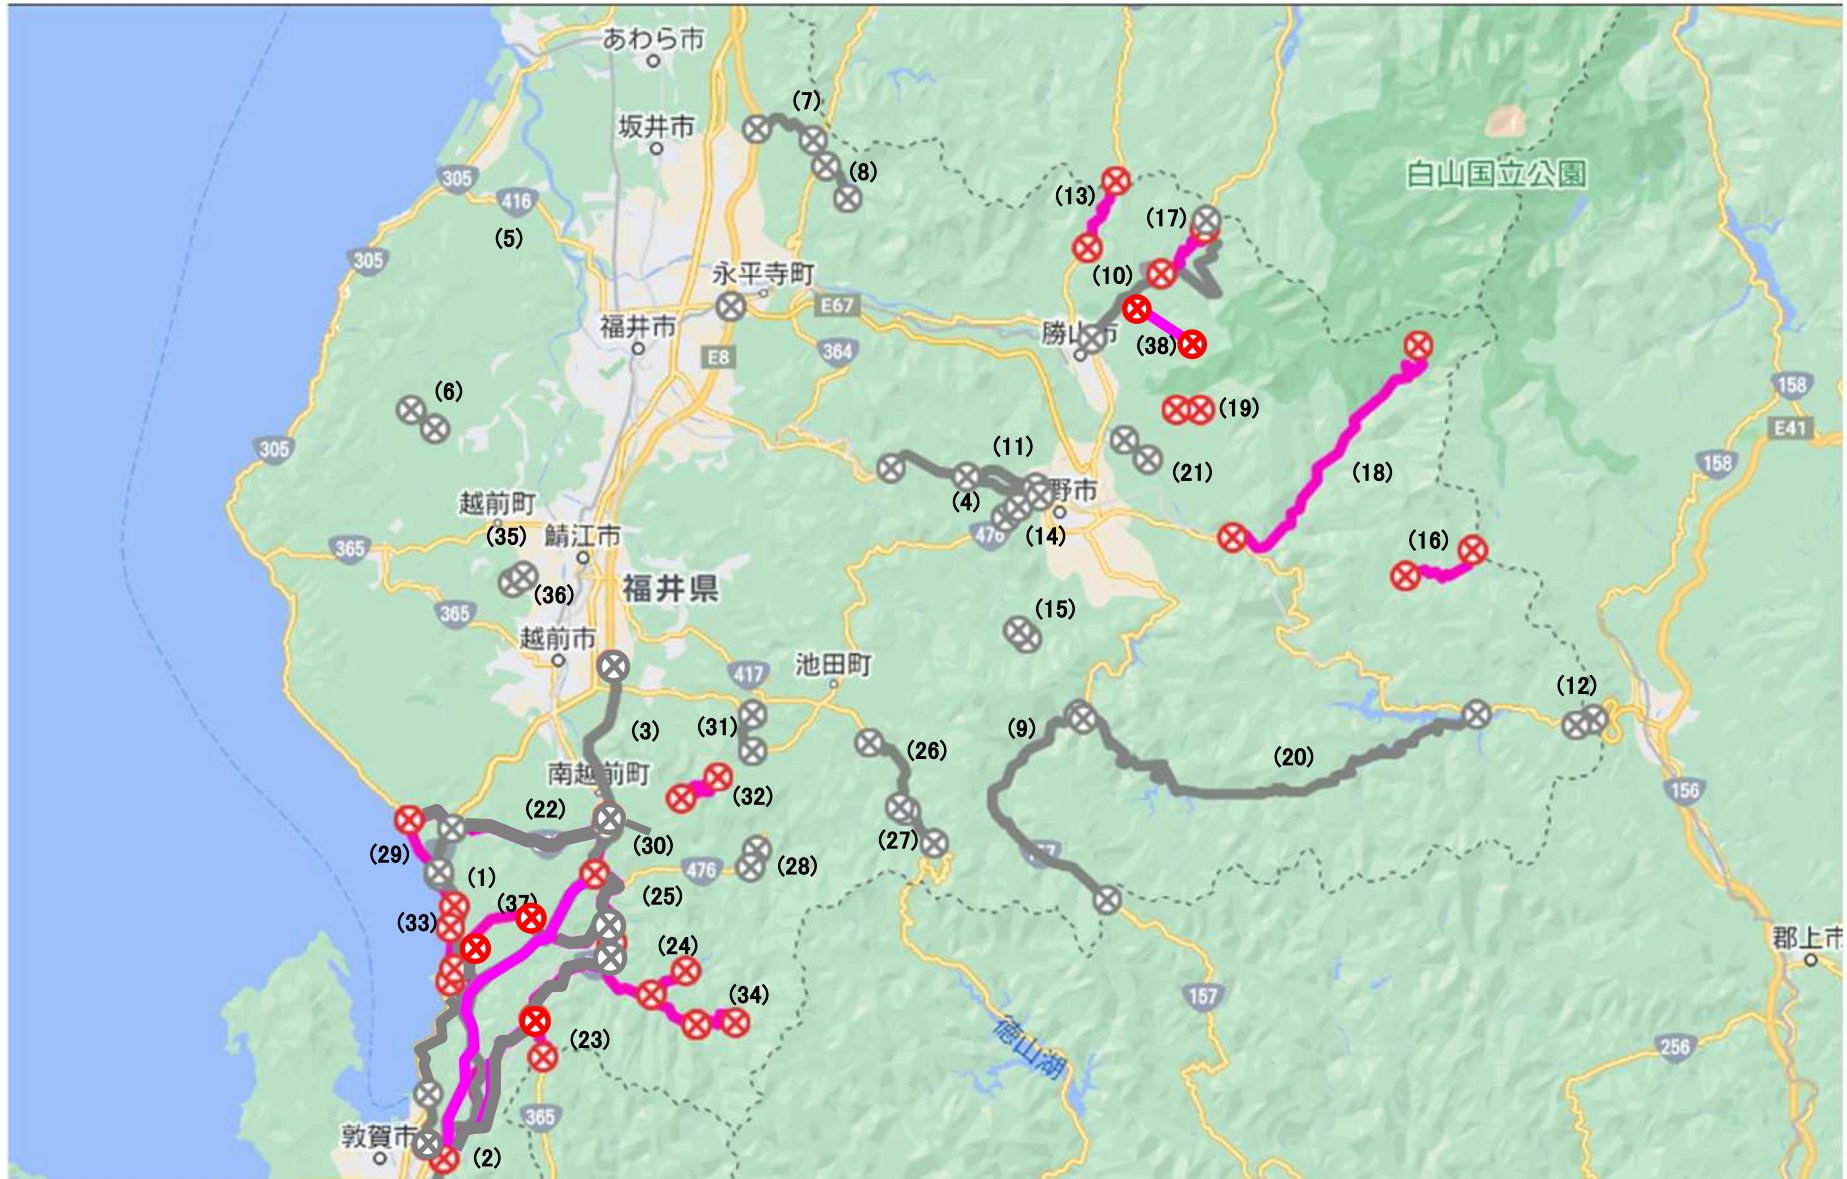 あわら市
(7)
坂井市
(8)
305
416
(5)
白山国立公園
(13)
(17)
305
(10)
永平寺町
E67
福井市
勝山市
(38)
E8
364
158
(6)
(19)
E41
305
(11)
(21)
(18)
158
越前町
(4)
野市
(35)
鯖江市
476
(14)
365
(16)
福井県
(36)
365
(15)
越前市
池田町
417
(12)
(31)
(9)
(3)
(26)
(20)
南越前町
(32)
156
(22)
(29)
(30)
(27)
(28)
476
(1)
(25)
(37)
(33)
郡上市
(24)
(34)
157
(23)
徳山湖
256
365
敦賀市
(2)